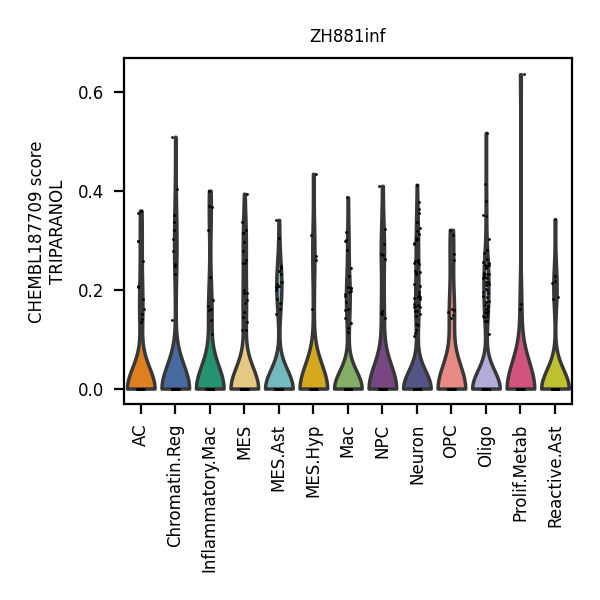 ZH881inf
CHEMBL187709 score
TRIPARANOL
0.6
0.4
0.2
0.0
AC
Chromatin.Reg
Inflammatory.Mac
MES
MES.Ast
MES.Hyp
Mac
NPC
Neuron
OPC
Oligo
Prolif.Metab
Reactive.Ast